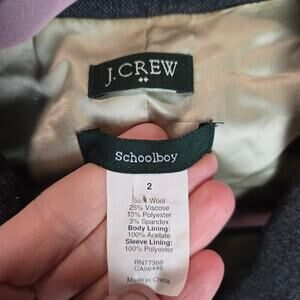 J.CREW
Schoolboy
2
Wool
25% Viscose
13% Polyester
3% Spandex
Body Lining:
100% Acetate
Sleeve Lining:
100% Polyester
RN77388
Made in China